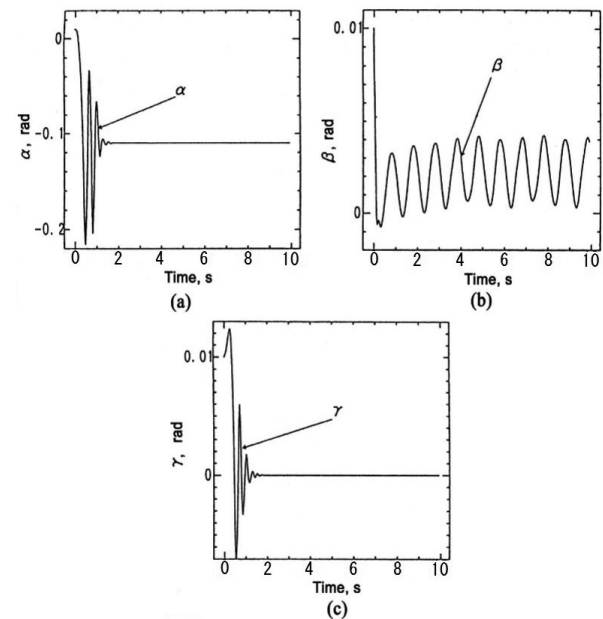 0
-0.1
-0.2
α, rad
α
0 2 4 6 8 10
Time, s
(a)
0.01
0
β, rad
β
0 2 4 6 8 10
Time, s
(b)
0.01
0
γ, rad
γ
0 2 4 6 8 10
Time, s
(c)